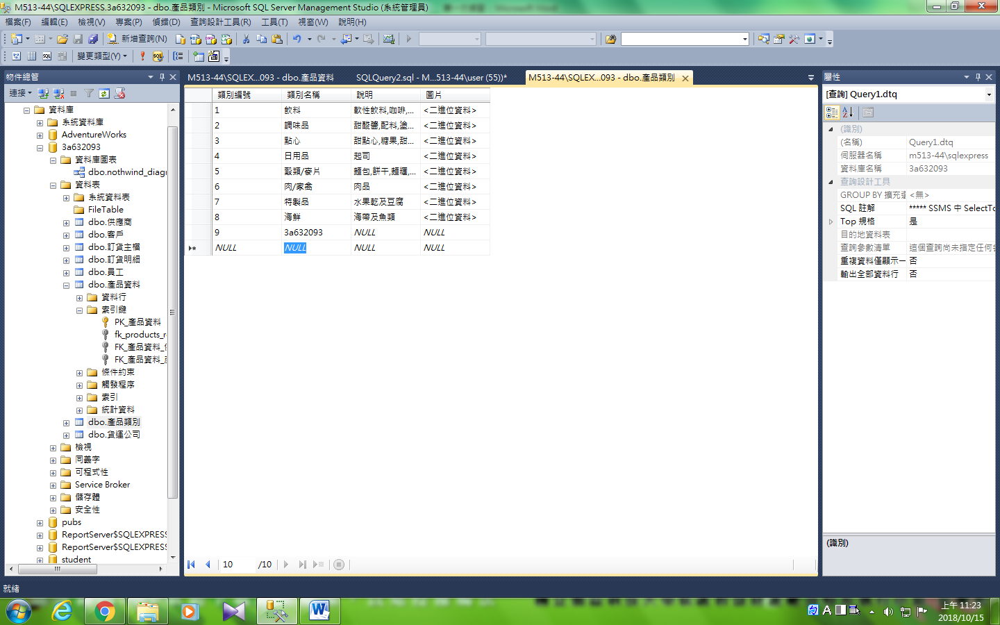 M513-44\SQLEXPRESS.3a632093 - dbo.產品類別 - Microsoft SQL Server Management Studio (系統管理員)
檔案(F) 編輯(E) 檢視(V) 專案(P) 偵錯(D) 查詢設計工具(R) 工具(T) 視窗(W) 說明(H)
新增查詢(N)
變更類型(Y)
物件總管
連接
資料庫
系統資料庫
AdventureWorks
3a632093
資料庫圖表
dbo.nothwind_diagr
資料表
系統資料表
FileTable
dbo.供應商
dbo.客戶
dbo.訂貨主檔
dbo.訂貨明細
dbo.員工
dbo.產品資料
資料行
索引鍵
PK_產品資料
fk_products_r
FK_產品資料_
FK_產品資料_
條件約束
觸發程序
索引
統計資料
dbo.產品類別
dbo.貨運公司
檢視
同義字
可程式性
Service Broker
儲存體
安全性
pubs
ReportServer$SQLEXPRESS
ReportServer$SQLEXPRESS
student
M513-44\SQLEX...093 - dbo.產品資料 SQLQuery2.sql - M...513-44\user (55))* M513-44\SQLEX...093 - dbo.產品類別
類別編號 類別名稱 說明 圖片
1 飲料 軟性飲料,咖啡,... <二進位資料>
2 調味品 甜酸醬,配料,塗... <二進位資料>
3 點心 甜點心,糖果,甜... <二進位資料>
4 日用品 起司 <二進位資料>
5 穀類/麥片 麵包,餅干,麵糰,... <二進位資料>
6 肉/家禽 肉品 <二進位資料>
7 特製品 水果乾及豆腐 <二進位資料>
8 海鮮 海帶及魚類 <二進位資料>
9 3a632093 NULL NULL
NULL NULL NULL NULL
10 /10
屬性
[查詢] Query1.dtq
(識別)
(名稱) Query1.dtq
伺服器名稱 m513-44\sqlexpress
資料庫名稱 3a632093
查詢設計工具
GROUP BY 擴充 <無>
SQL 註解 ***** SSMS 中 SelectTo
Top 規格 是
目的地資料表
查詢參數清單 這個查詢尚未指定任何
重複資料僅顯示一 否
輸出全部資料行 否
(識別)
就緒
A
上午 11:23
2018/10/15